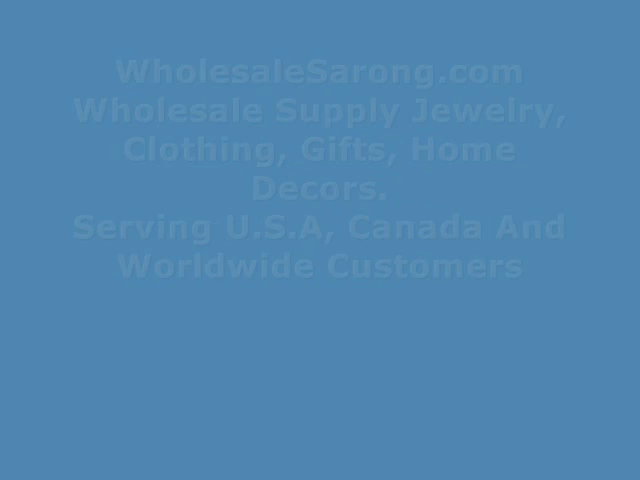 WholesaleSarong.com
Wholesale Supply Jewelry,
Clothing, Gifts, Home
Decors.
Serving U.S.A, Canada And
Worldwide Customers